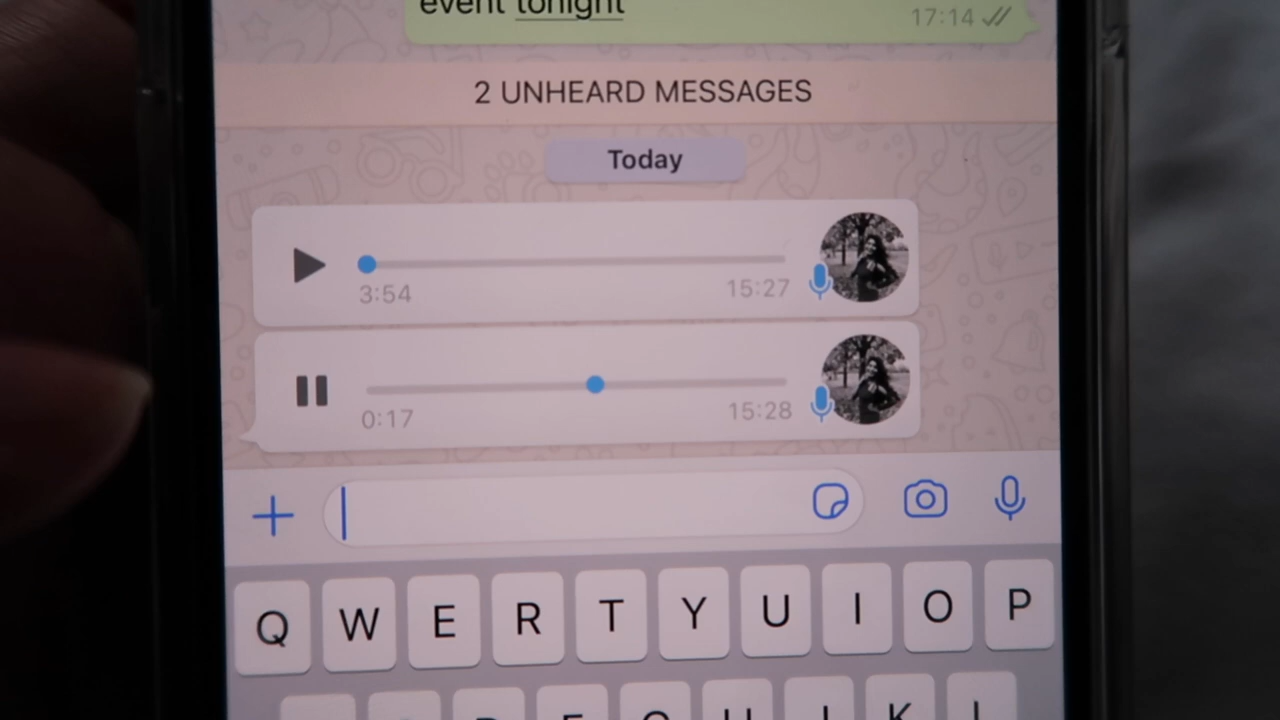 event tonight
17:14
2 UNHEARD MESSAGES
Today
3:54 15:27
0:17 15:28
Q W E R T Y U I O P
K L